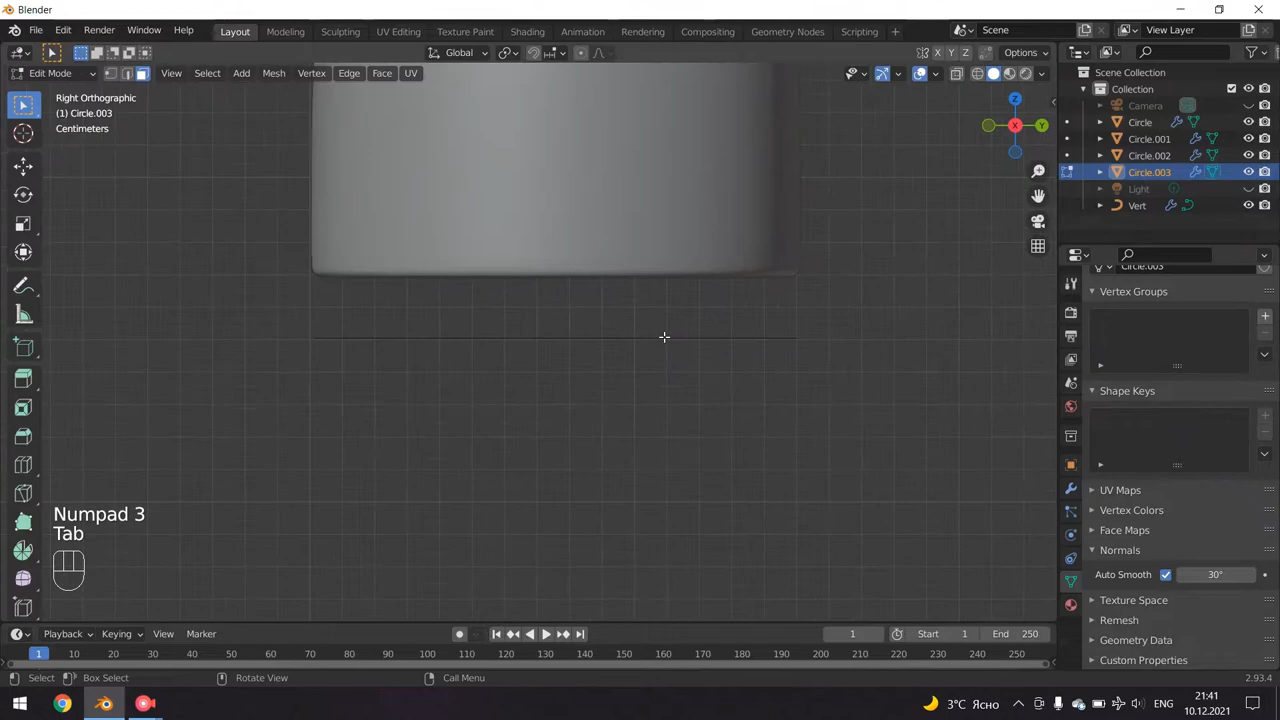 Blender
File Edit Render Window Help Layout Modeling Sculpting UV Editing Texture Paint Shading Animation Rendering Compositing Geometry Nodes Scripting Scene View Layer
Global X Y Z Options
Edit Mode View Select Add Mesh Vertex Edge Face UV
Right Orthographic
(1) Circle.003
Centimeters
Z
X
Y
Scene Collection
Collection
Camera
Circle
Circle.001
Circle.002
Circle.003
Light
Vert
Circle.003
Vertex Groups
Shape Keys
UV Maps
Vertex Colors
Face Maps
Normals
Auto Smooth 30°
Texture Space
Remesh
Geometry Data
Custom Properties
Numpad 3
Tab
Playback Keying View Marker 1 Start 1 End 250
1 10 20 30 40 50 60 70 80 90 100 110 120 130 140 150 160 170 180 190 200 210 220 230 240 250
Select Box Select Rotate View Call Menu 2.93.4
3°C Ясно ENG 21:41
10.12.2021